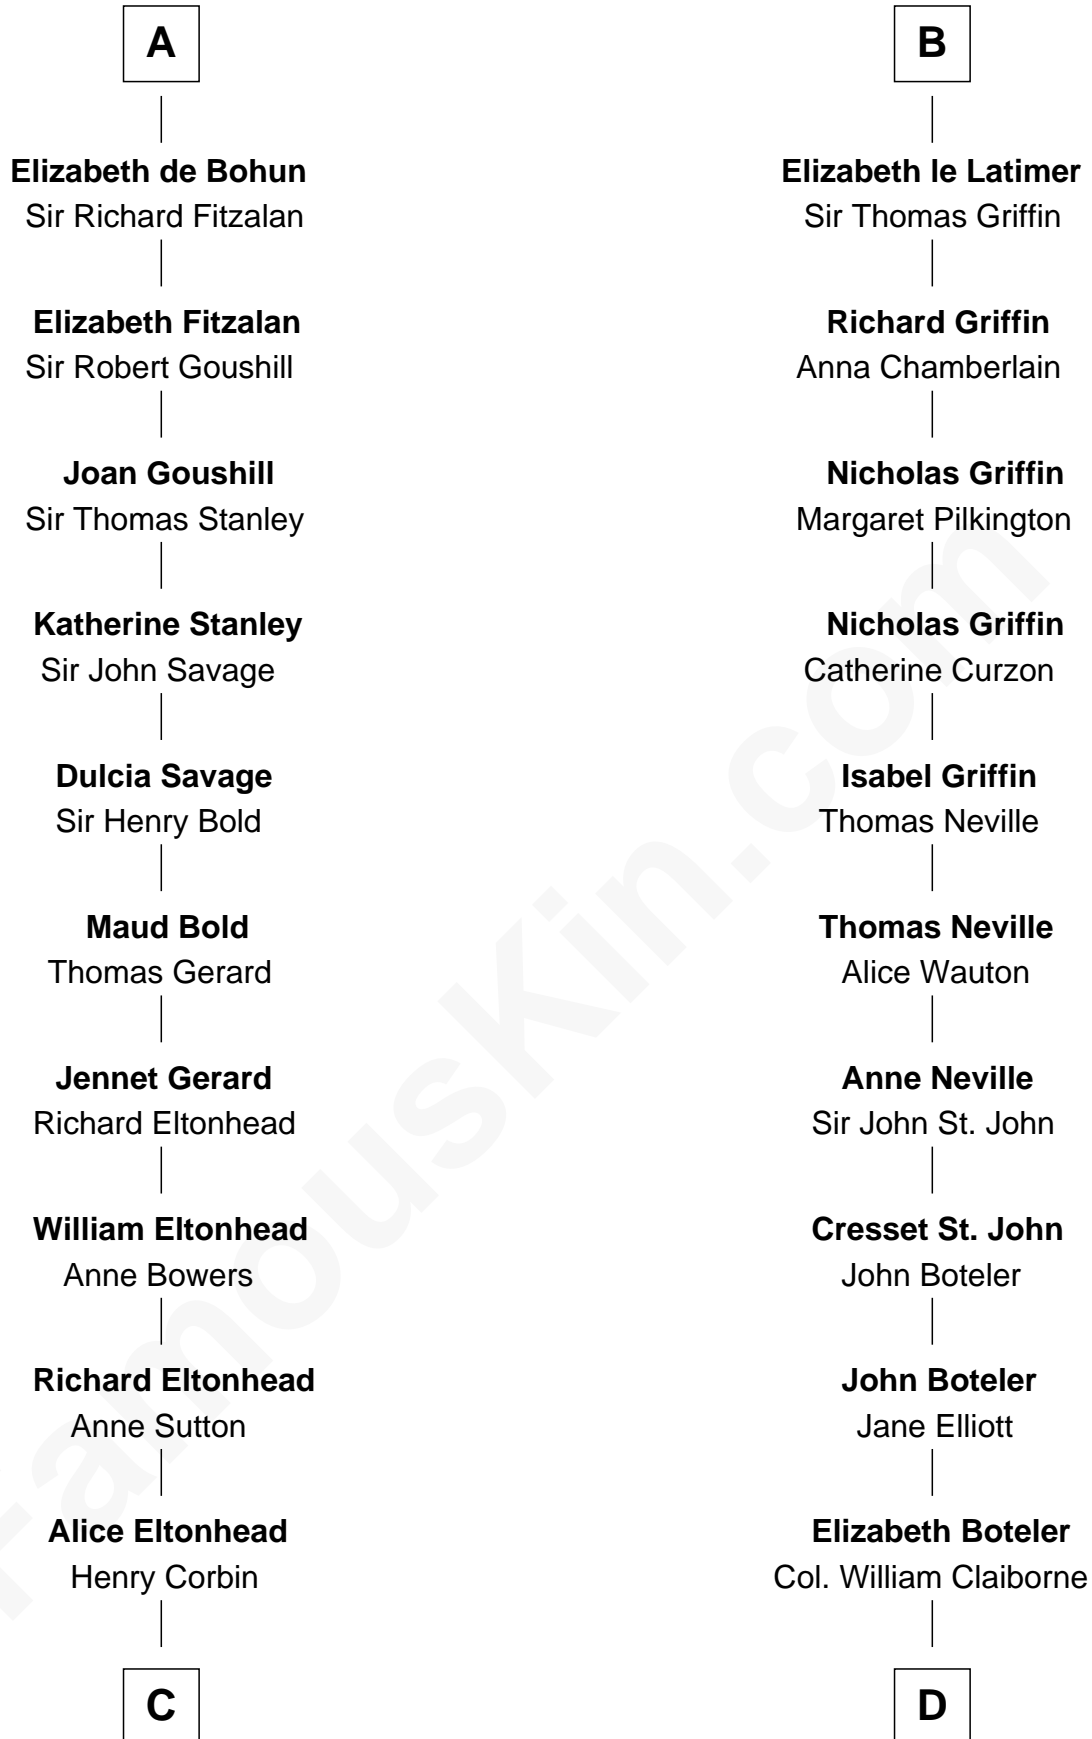 A
Elizabeth de Bohun
Sir Richard Fitzalan
Elizabeth Fitzalan
Sir Robert Goushill
Joan Goushill
Sir Thomas Stanley
Katherine Stanley
Sir John Savage
Dulcia Savage
Sir Henry Bold
Maud Bold
Thomas Gerard
Jennet Gerard
Richard Eltonhead
William Eltonhead
Anne Bowers
Richard Eltonhead
Anne Sutton
Alice Eltonhead
Henry Corbin
C
B
Elizabeth le Latimer
Sir Thomas Griffin
Richard Griffin
Anna Chamberlain
Nicholas Griffin
Margaret Pilkington
Nicholas Griffin
Catherine Curzon
Isabel Griffin
Thomas Neville
Thomas Neville
Alice Wauton
Anne Neville
Sir John St. John
Cresset St. John
John Boteler
John Boteler
Jane Elliott
Elizabeth Boteler
Col. William Claiborne
D
FamousKin.com